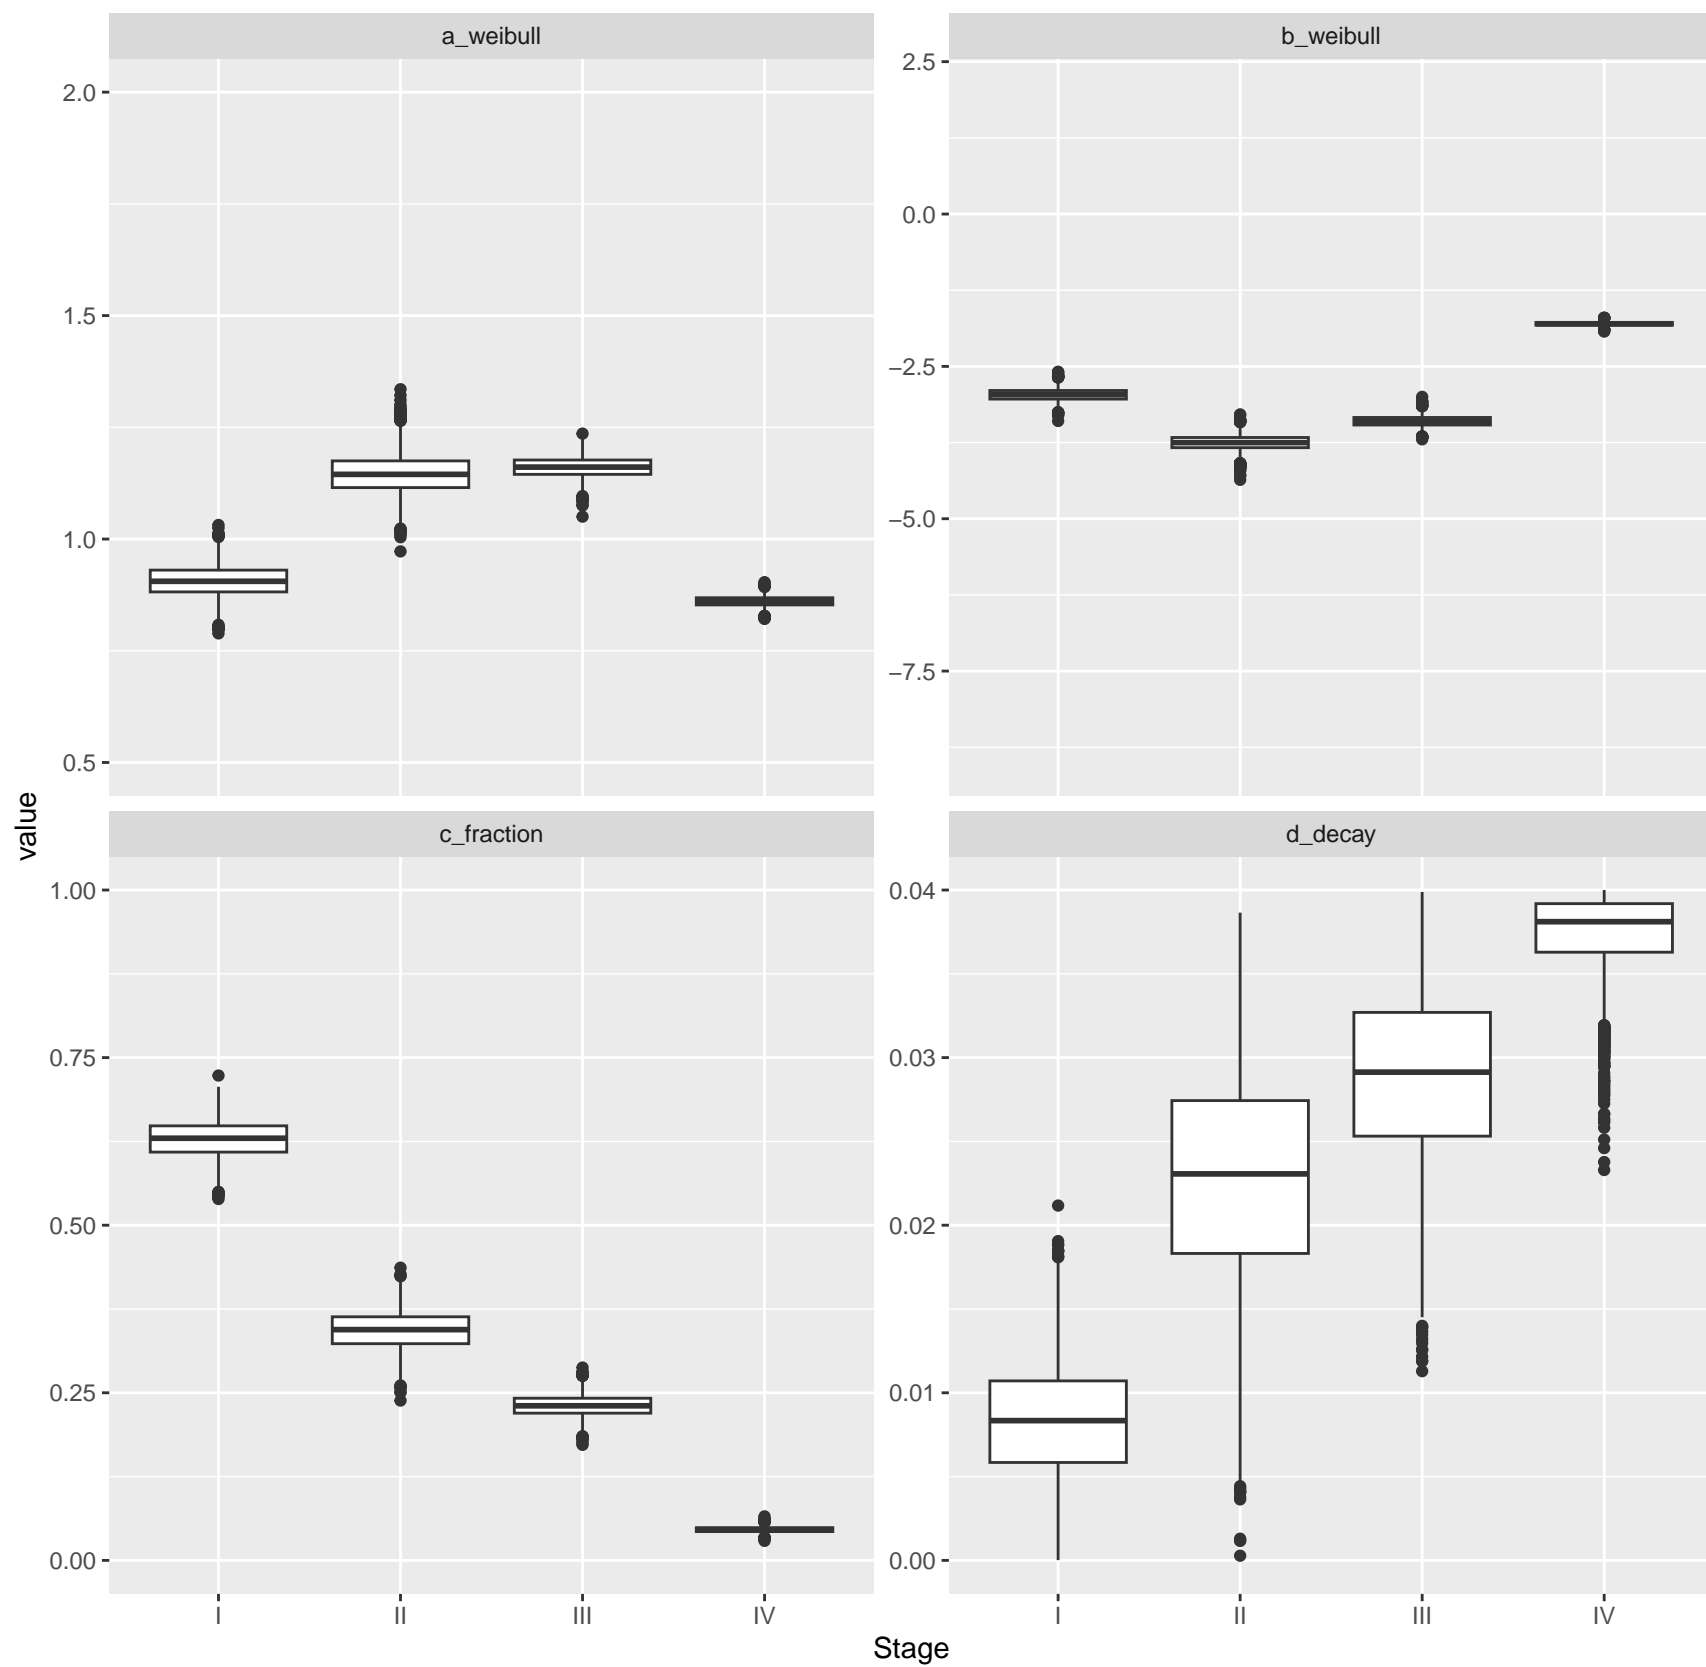 a_weibull
b_weibull
2.0
1.5
1.0
0.5
2.5
0.0
−2.5
−5.0
−7.5
value
c_fraction
d_decay
1.00
0.75
0.50
0.25
0.00
0.04
0.03
0.02
0.01
0.00
I II III IV
I II III IV
Stage